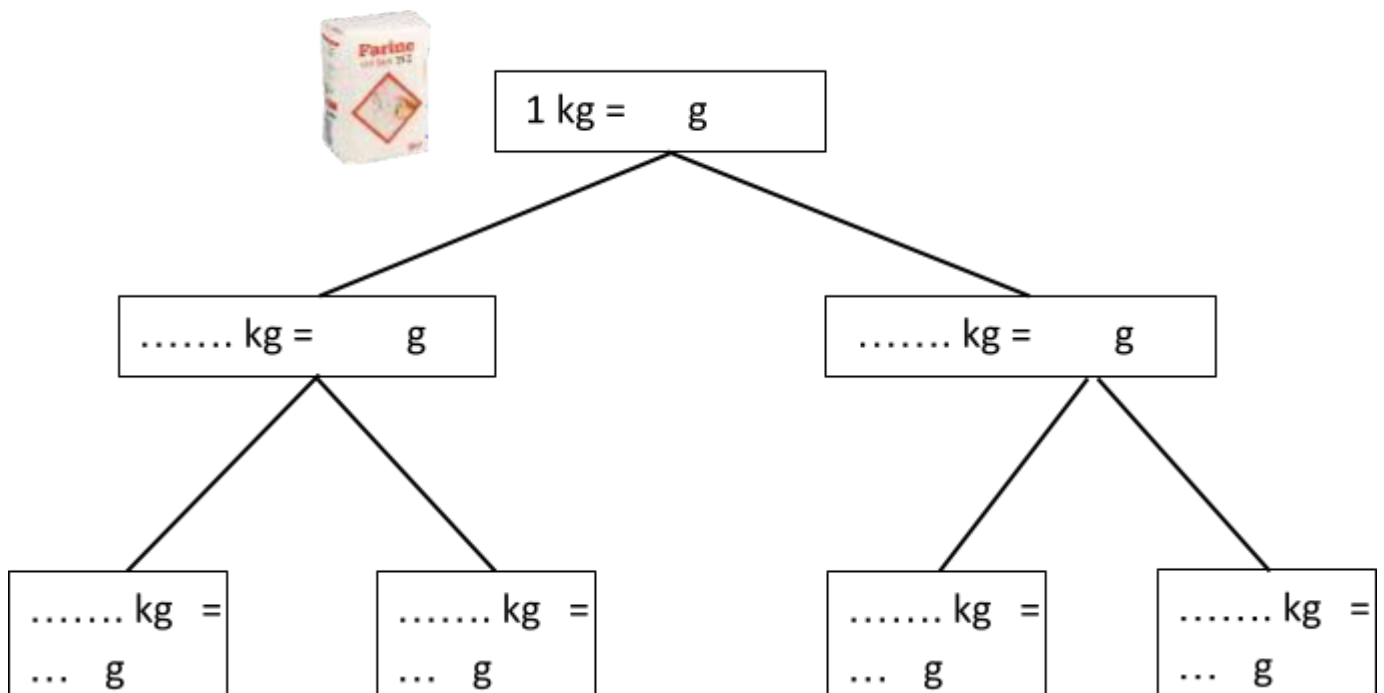 Farine
1 kg = g
……. kg = g
……. kg = g
……. kg =
… g
……. kg =
… g
……. kg =
… g
……. kg =
… g